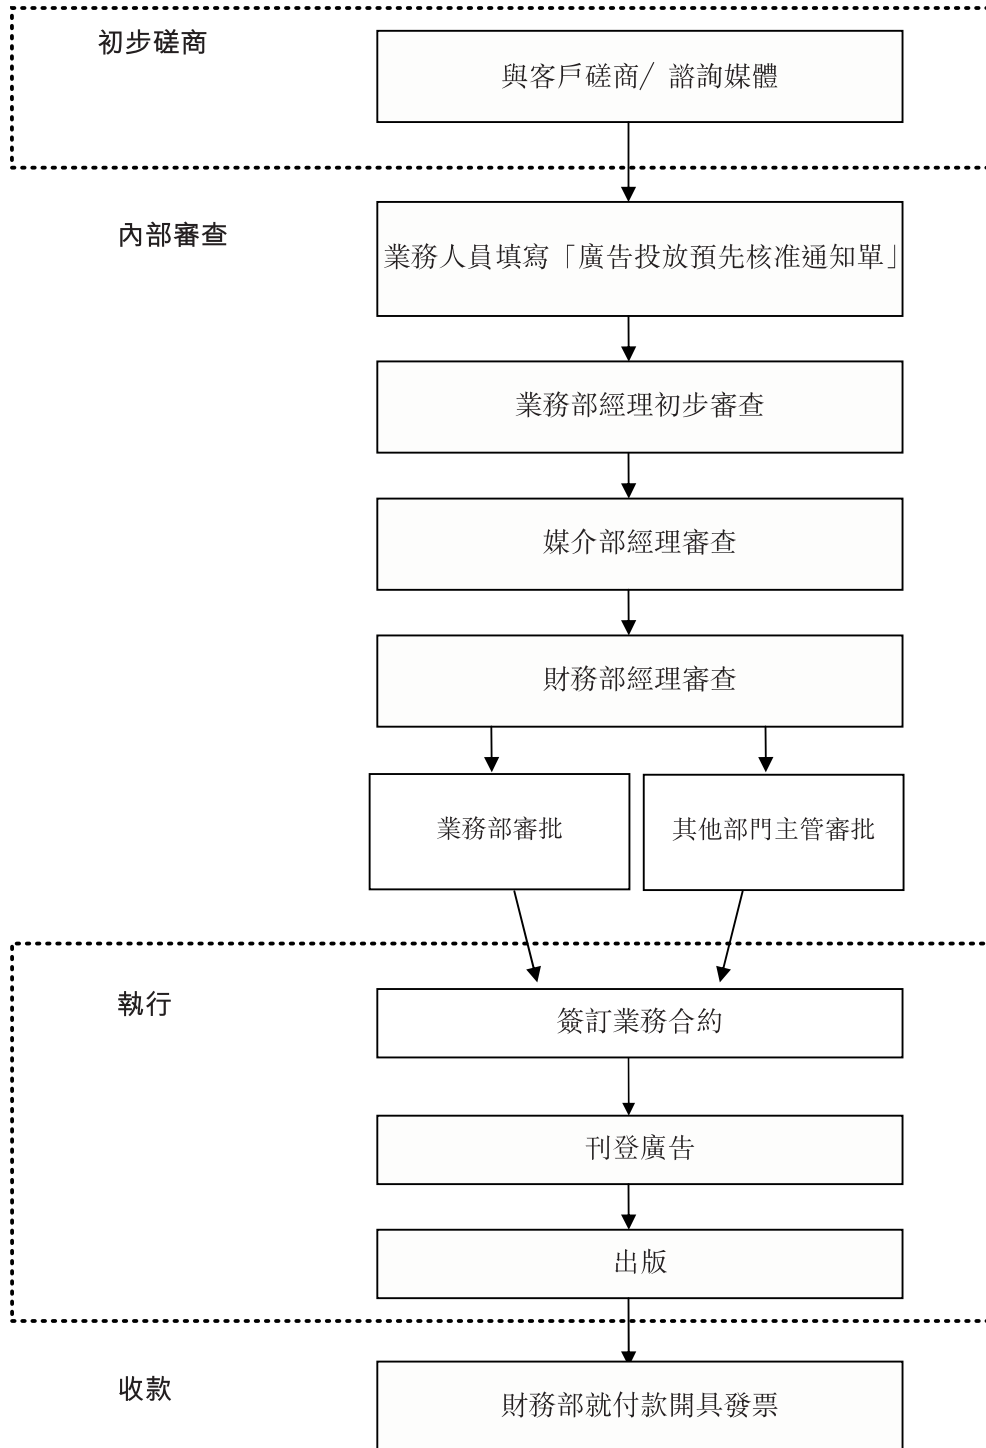 初步磋商
與客戶磋商/ 諮詢媒體
內部審查
業務人員填寫「廣告投放預先核准通知單」
業務部經理初步審查
媒介部經理審查
財務部經理審查
業務部審批
其他部門主管審批
執行
簽訂業務合約
刊登廣告
出版
收款
財務部就付款開具發票